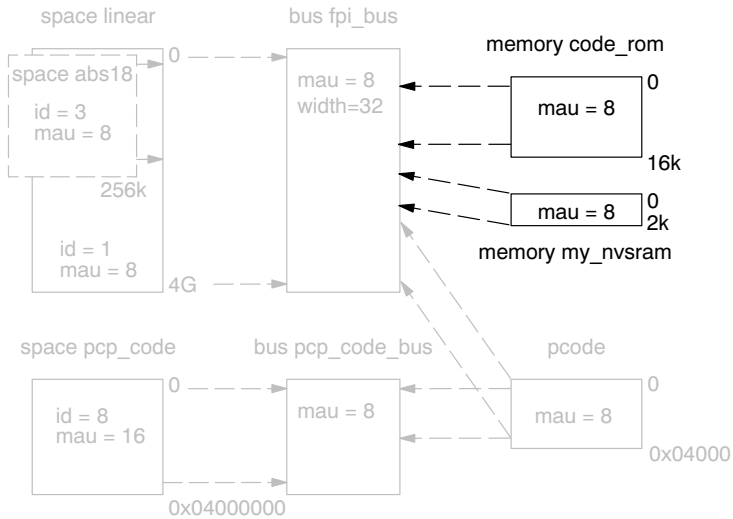 space linear
bus fpi_bus
memory code_rom
0
space abs18
id = 3
mau = 8
256k
id = 1
mau = 8
4G
mau = 8
width=32
0
mau = 8
16k
0
mau = 8
2k
memory my_nvsram
space pcp_code
bus pcp_code_bus
pcode
0
id = 8
mau = 16
0x04000000
mau = 8
0
mau = 8
0x04000